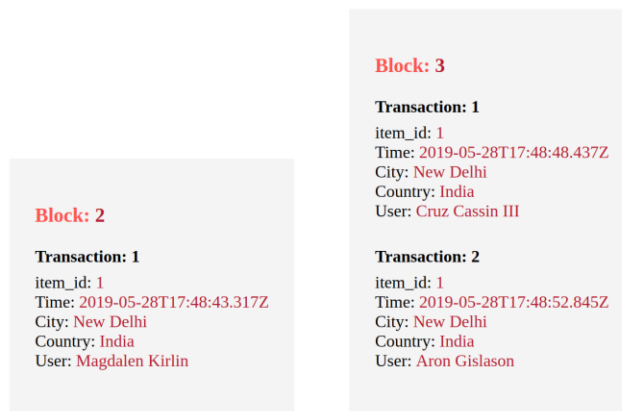 Block: 2
Transaction: 1
item_id: 1
Time: 2019-05-28T17:48:43.317Z
City: New Delhi
Country: India
User: Magdalen Kirlin
Block: 3
Transaction: 1
item_id: 1
Time: 2019-05-28T17:48:48.437Z
City: New Delhi
Country: India
User: Cruz Cassin III
Transaction: 2
item_id: 1
Time: 2019-05-28T17:48:52.845Z
City: New Delhi
Country: India
User: Aron Gislason